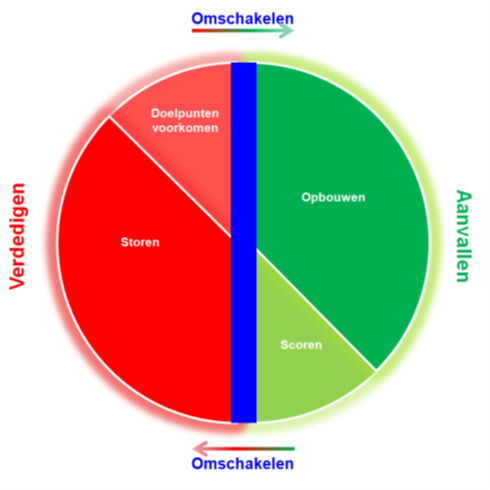 Omschakelen
Doelpunten
voorkomen
Opbouwen
Verdedigen
Aanvallen
Storen
Scoren
Omschakelen